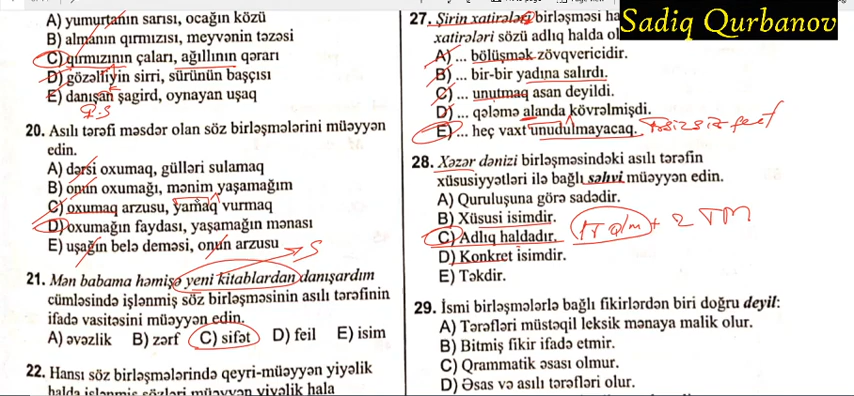 A) yumurtanın sarısı, ocağın közü
B) almanın qırmızısı, meyvənin təzəsi
C) qırmızının çaları, ağıllının qərarı
D) gözəlliyin sirri, sürünün başçısı
E) danışan şagird, oynayan uşaq
20. Asılı tərəfi məsdər olan söz birləşmələrini müəyyən
edin.
A) dərsi oxumaq, gülləri sulamaq
B) onun oxumağı, mənim yaşamağım
C) oxumaq arzusu, yamaq vurmaq
D) oxumağın faydası, yaşamağın mənası
E) uşağın belə deməsi, onun arzusu
S
21. Mən babama həmişə yeni kitablardan danışardım
cümləsində işlənmiş söz birləşməsinin asılı tərəfinin
ifadə vasitəsini müəyyən edin.
A) əvəzlik B) zərf C) sifət D) feil E) isim
22. Hansı söz birləşmələrində qeyri-müəyyən yiyəlik
halda işlənmiş sözləri müəyyən yiyəlik hala
Sadiq Qurbanov
27. Şirin xatirələri birləşməsi
xatirələri sözü adlıq halda
A) ... bölüşmək zövqvericidir.
B) ... bir-bir yadına salırdı.
C) ... unutmaq asan deyildi.
D) ... qələmə alanda kövrəlmişdi.
E) ... heç vaxt unudulmayacaq.
28. Xəzər dənizi birləşməsindəki asılı tərəfin
xüsusiyyətləri ilə bağlı səhvi müəyyən edin.
A) Quruluşuna görə sadədir.
B) Xüsusi isimdir.
C) Adlıq haldadır.
D) Konkret isimdir.
E) Təkdir.
29. İsmi birləşmələrlə bağlı fikirlərdən biri doğru deyil:
A) Tərəfləri müstəqil leksik mənaya malik olur.
B) Bitmiş fikir ifadə etmir.
C) Qrammatik əsası olmur.
D) Əsas və asılı tərəfləri olur.